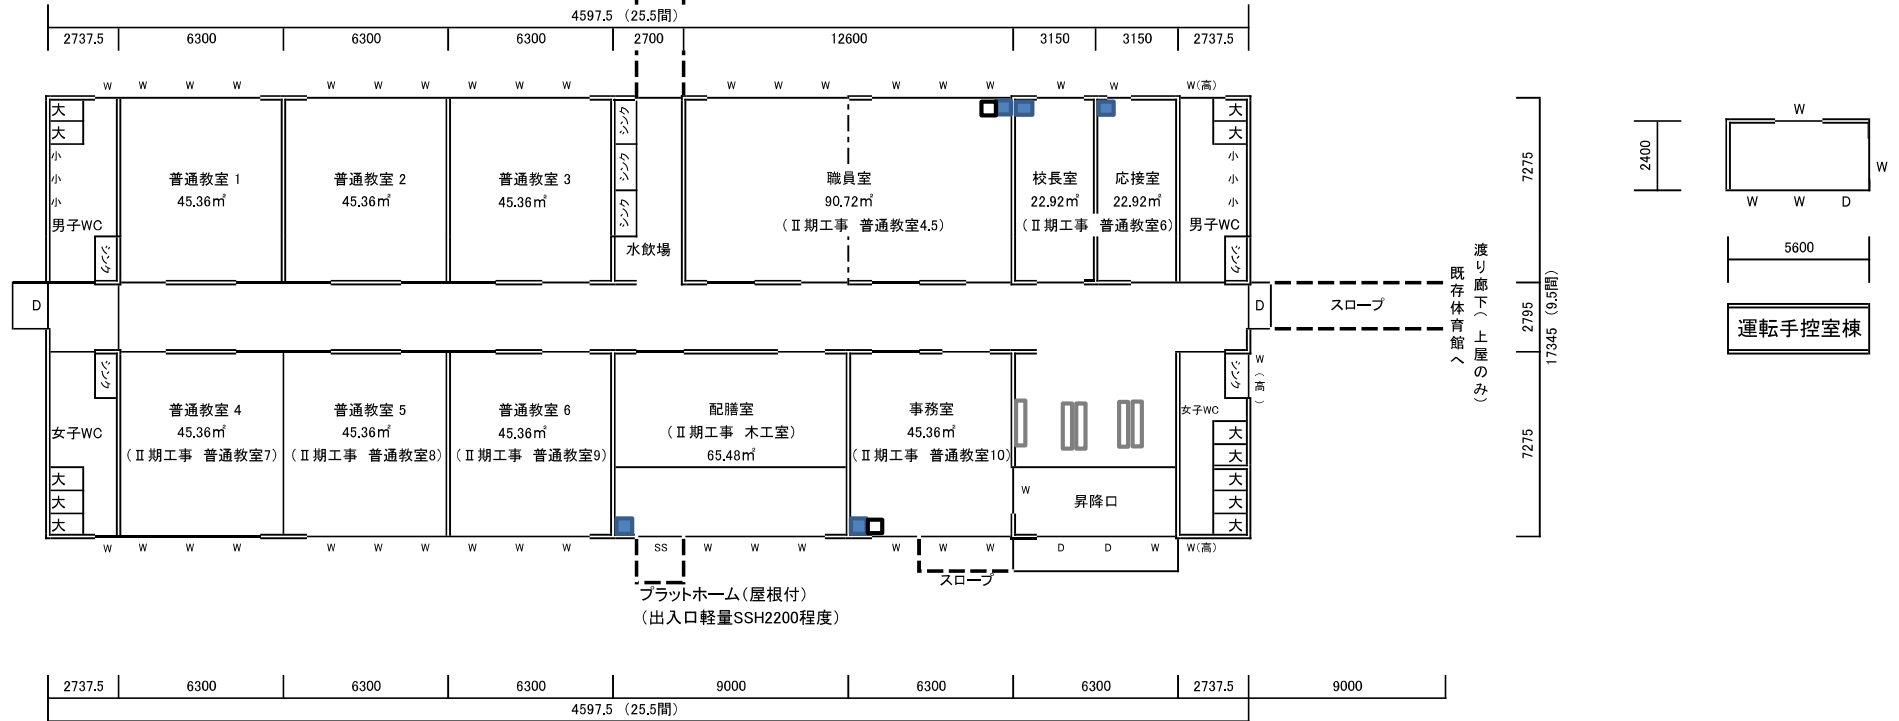 4597.5 (25.5間)
2737.5 6300 6300 6300 2700 12600 3150 3150 2737.5
W W W W W W W W W W W W W W W W W W W(高)
大 大
大 大
小 小
小 小
小 小
男子WC
シンク
普通教室 1
45.36㎡
普通教室 2
45.36㎡
普通教室 3
45.36㎡
シンク
シンク
シンク
水飲場
職員室
90.72㎡
(Ⅱ期工事 普通教室4.5)
校長室
22.92㎡
応接室
22.92㎡
(Ⅱ期工事 普通教室6)
男子WC
シンク
D
D
スロープ
既存体育館へ
渡り廊下(上屋のみ)
7275
2795
7275
17345 (9.5間)
シンク
女子WC
大
大
大
普通教室 4
45.36㎡
(Ⅱ期工事 普通教室7)
普通教室 5
45.36㎡
(Ⅱ期工事 普通教室8)
普通教室 6
45.36㎡
(Ⅱ期工事 普通教室9)
配膳室
(Ⅱ期工事 木工室)
65.48㎡
事務室
45.36㎡
(Ⅱ期工事 普通教室10)
W
昇降口
シンク
W(高)
女子WC
大
大
大
大
大
W W W W W W W W W W SS W W W W W W D D W W(高)
スロープ
プラットホーム(屋根付)
(出入口軽量SSH2200程度)
2737.5 6300 6300 6300 9000 6300 6300 2737.5 9000
4597.5 (25.5間)
W
2400
W
W W D
5600
運転手控室棟